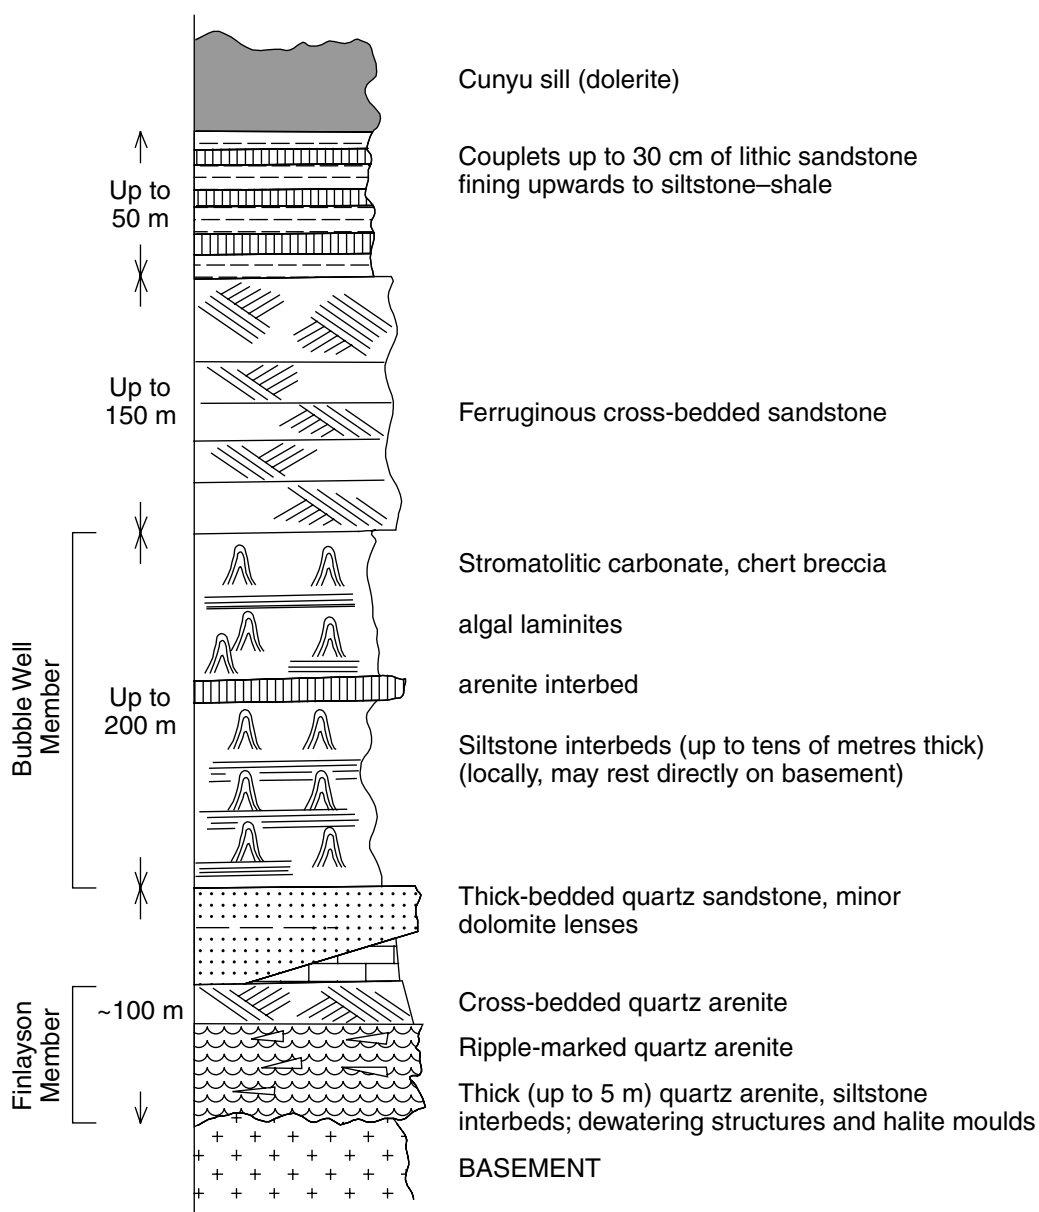 Cunyu sill (dolerite)
Couplets up to 30 cm of lithic sandstone
fining upwards to siltstone–shale
Up to
50 m
Up to
150 m
Ferruginous cross-bedded sandstone
Bubble Well
Member
Up to
200 m
Stromatolitic carbonate, chert breccia
algal laminites
arenite interbed
Siltstone interbeds (up to tens of metres thick)
(locally, may rest directly on basement)
Thick-bedded quartz sandstone, minor
dolomite lenses
Finlayson
Member
~100 m
Cross-bedded quartz arenite
Ripple-marked quartz arenite
Thick (up to 5 m) quartz arenite, siltstone
interbeds; dewatering structures and halite moulds
BASEMENT